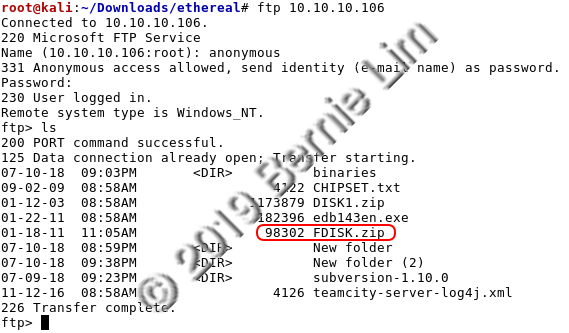 root@kali:~/Downloads/ethereal# ftp 10.10.10.106
Connected to 10.10.10.106.
220 Microsoft FTP Service
Name (10.10.10.106:root): anonymous
331 Anonymous access allowed, send identity (e-mail name) as password.
Password:
230 User logged in.
Remote system type is Windows_NT.
ftp> ls
200 PORT command successful.
125 Data connection already open; Transfer starting.
07-10-18  09:03PM       <DIR>          binaries
09-02-09  08:58AM                 4122 CHIPSET.txt
01-12-03  08:58AM              1173879 DISK1.zip
01-22-11  08:58AM               182396 edb143en.exe
01-18-11  11:05AM                98302 FDISK.zip
07-10-18  08:59PM       <DIR>          New folder
07-10-18  09:38PM       <DIR>          New folder (2)
07-09-18  09:23PM       <DIR>          subversion-1.10.0
11-12-16  08:58AM                 4126 teamcity-server-log4j.xml
226 Transfer complete.
ftp>
© 2019 Bernie Lim